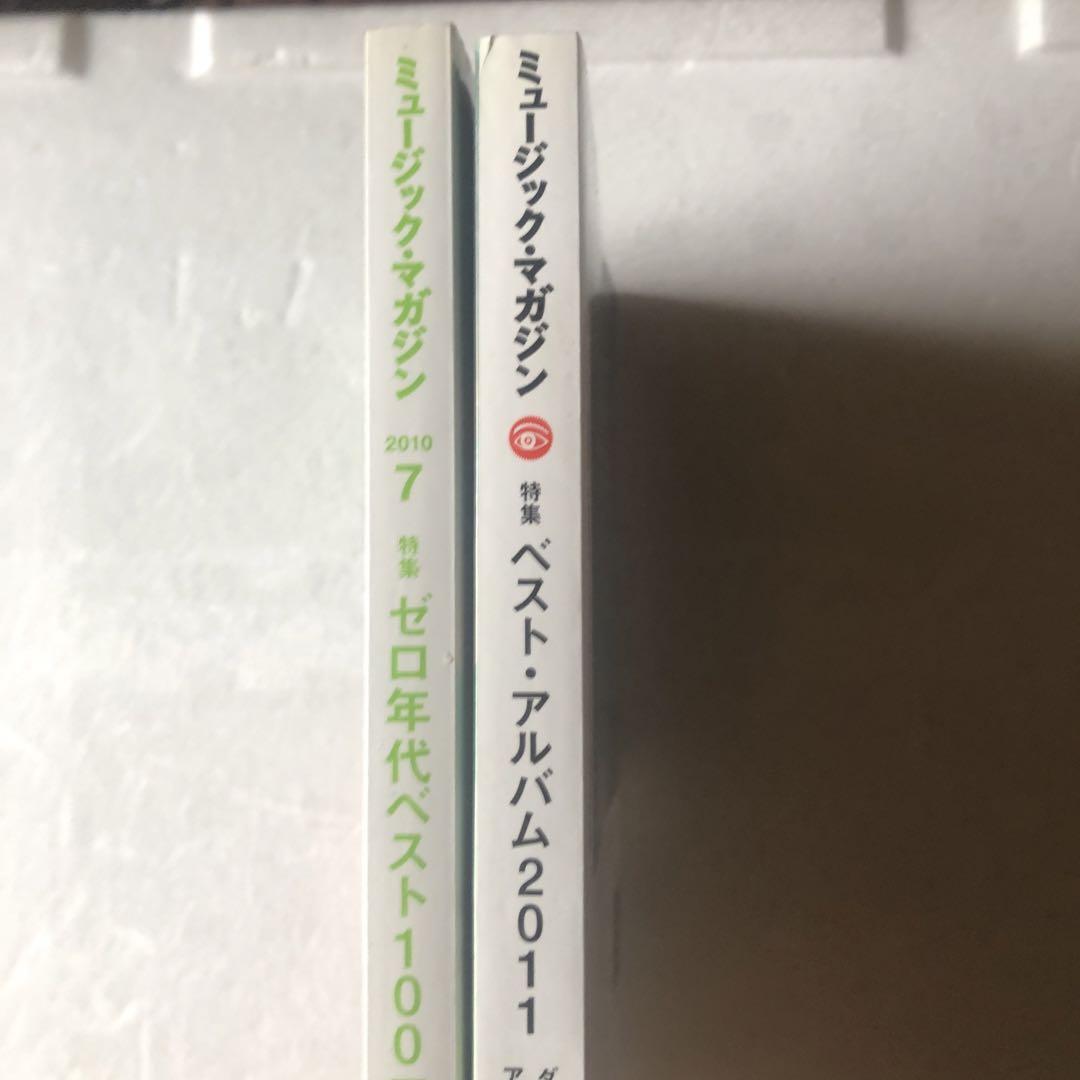 ミュージック・マガジン
2010
7
特集
ゼロ年代ベスト100
ミュージック・マガジン
特集
ベスト・アルバム2011
ダ
ア